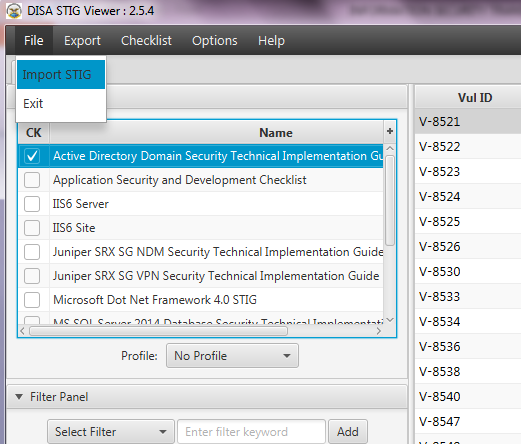 DISA STIG Viewer : 2.5.4
File Export Checklist Options Help
Import STIG
Exit
Vul ID
CK Name +
Active Directory Domain Security Technical Implementation Gu
Application Security and Development Checklist
IIS6 Server
IIS6 Site
Juniper SRX SG NDM Security Technical Implementation Guide
Juniper SRX SG VPN Security Technical Implementation Guide
Microsoft Dot Net Framework 4.0 STIG
MS SQL Server 2014 Database Security Technical Implementation
Profile: No Profile
Filter Panel
Select Filter Enter filter keyword Add
V-8521
V-8522
V-8523
V-8524
V-8525
V-8526
V-8530
V-8533
V-8534
V-8536
V-8538
V-8540
V-8547